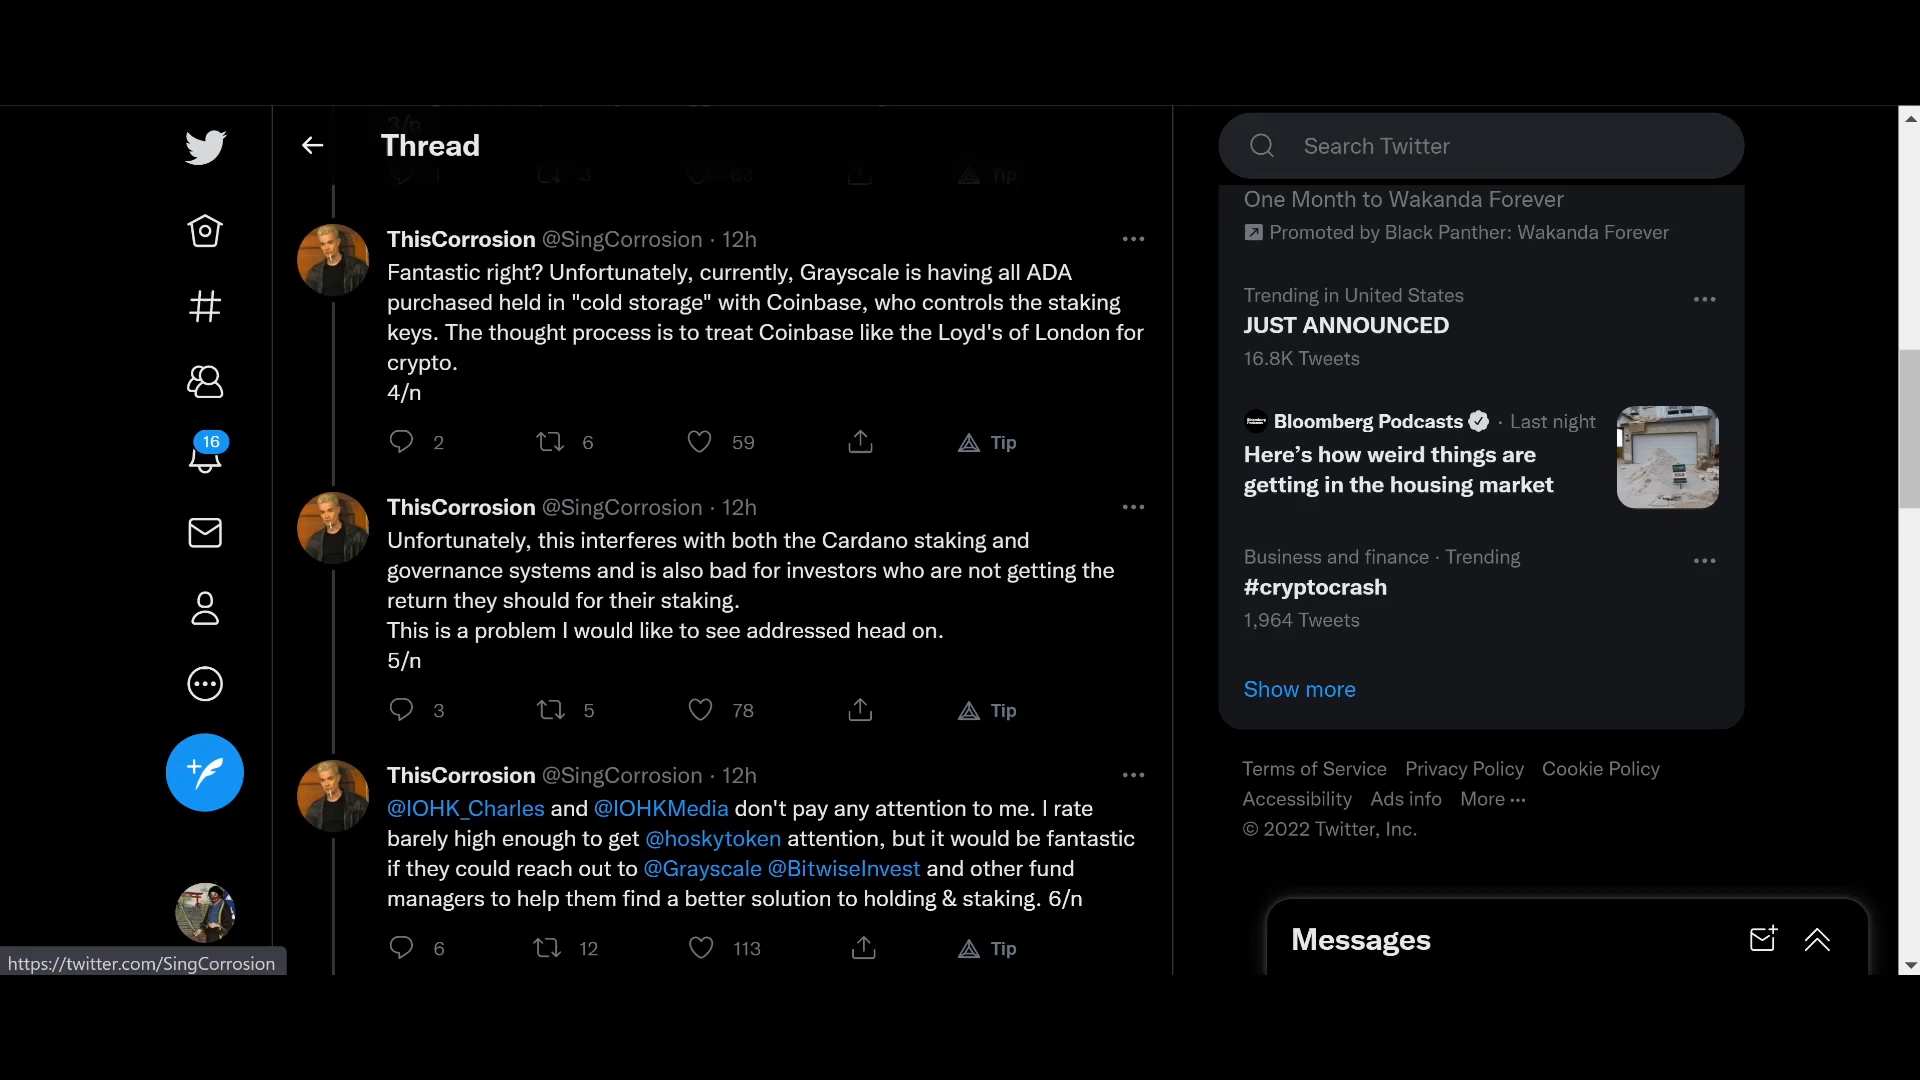 3/n
Thread
1
3
63
Tip
ThisCorrosion @SingCorrosion · 12h
Fantastic right? Unfortunately, currently, Grayscale is having all ADA
purchased held in "cold storage" with Coinbase, who controls the staking
keys. The thought process is to treat Coinbase like the Loyd's of London for
crypto.
4/n
2
6
59
Tip
ThisCorrosion @SingCorrosion · 12h
Unfortunately, this interferes with both the Cardano staking and
governance systems and is also bad for investors who are not getting the
return they should for their staking.
This is a problem I would like to see addressed head on.
5/n
3
5
78
Tip
ThisCorrosion @SingCorrosion · 12h
@IOHK_Charles and @IOHKMedia don't pay any attention to me. I rate
barely high enough to get @hoskytoken attention, but it would be fantastic
if they could reach out to @Grayscale @BitwiseInvest and other fund
managers to help them find a better solution to holding & staking. 6/n
6
12
113
Tip
16
https://twitter.com/SingCorrosion
Search Twitter
One Month to Wakanda Forever
Promoted by Black Panther: Wakanda Forever
Trending in United States
JUST ANNOUNCED
16.8K Tweets
Bloomberg Podcasts · Last night
Here's how weird things are
getting in the housing market
Business and finance · Trending
#cryptocrash
1,964 Tweets
Show more
Terms of Service Privacy Policy Cookie Policy
Accessibility Ads info More ···
© 2022 Twitter, Inc.
Messages